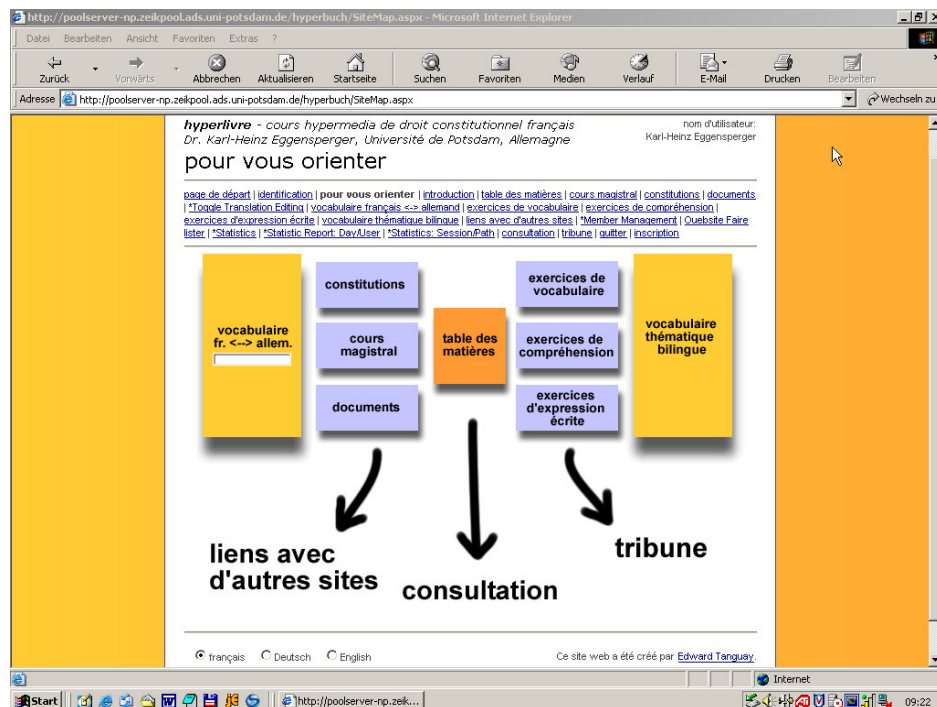 http://poolserver-np.zeikpool.ads.uni-potsdam.de/hyperbuch/SiteMap.aspx - Microsoft Internet Explorer
Datei Bearbeiten Ansicht Favoriten Extras ?
Zurück Vorwärts Abbrechen Aktualisieren Startseite Suchen Favoriten Medien Verlauf E-Mail Drucken Bearbeiten
Adresse http://poolserver-np.zeikpool.ads.uni-potsdam.de/hyperbuch/SiteMap.aspx Wechseln zu
hyperlivre - cours hypermedia de droit constitutionnel français
Dr. Karl-Heinz Eggensperger, Université de Potsdam, Allemagne
nom d'utilisateur:
Karl-Heinz Eggensperger
pour vous orienter
page de départ | identification | pour vous orienter | introduction | table des matières | cours magistral | constitutions | documents
| *Toggle Translation Editing | vocabulaire français <-> allemand | exercices de vocabulaire | exercices de compréhension |
exercices d'expression écrite | vocabulaire thématique bilingue | liens avec d'autres sites | *Member Management | Ouebsite Faire
lister | *Statistics | *Statistic Report: Day/User | *Statistics: Session/Path | consultation | tribune | quitter | inscription
vocabulaire
fr. <--> allem.
constitutions
cours
magistral
documents
table des
matières
exercices de
vocabulaire
exercices de
compréhension
exercices
d'expression
écrite
vocabulaire
thématique
bilingue
liens avec
d'autres sites
consultation
tribune
français Deutsch English
Ce site web a été créé par Edward Tanguay.
Internet
Start http://poolserver-np.zeik... 09:22